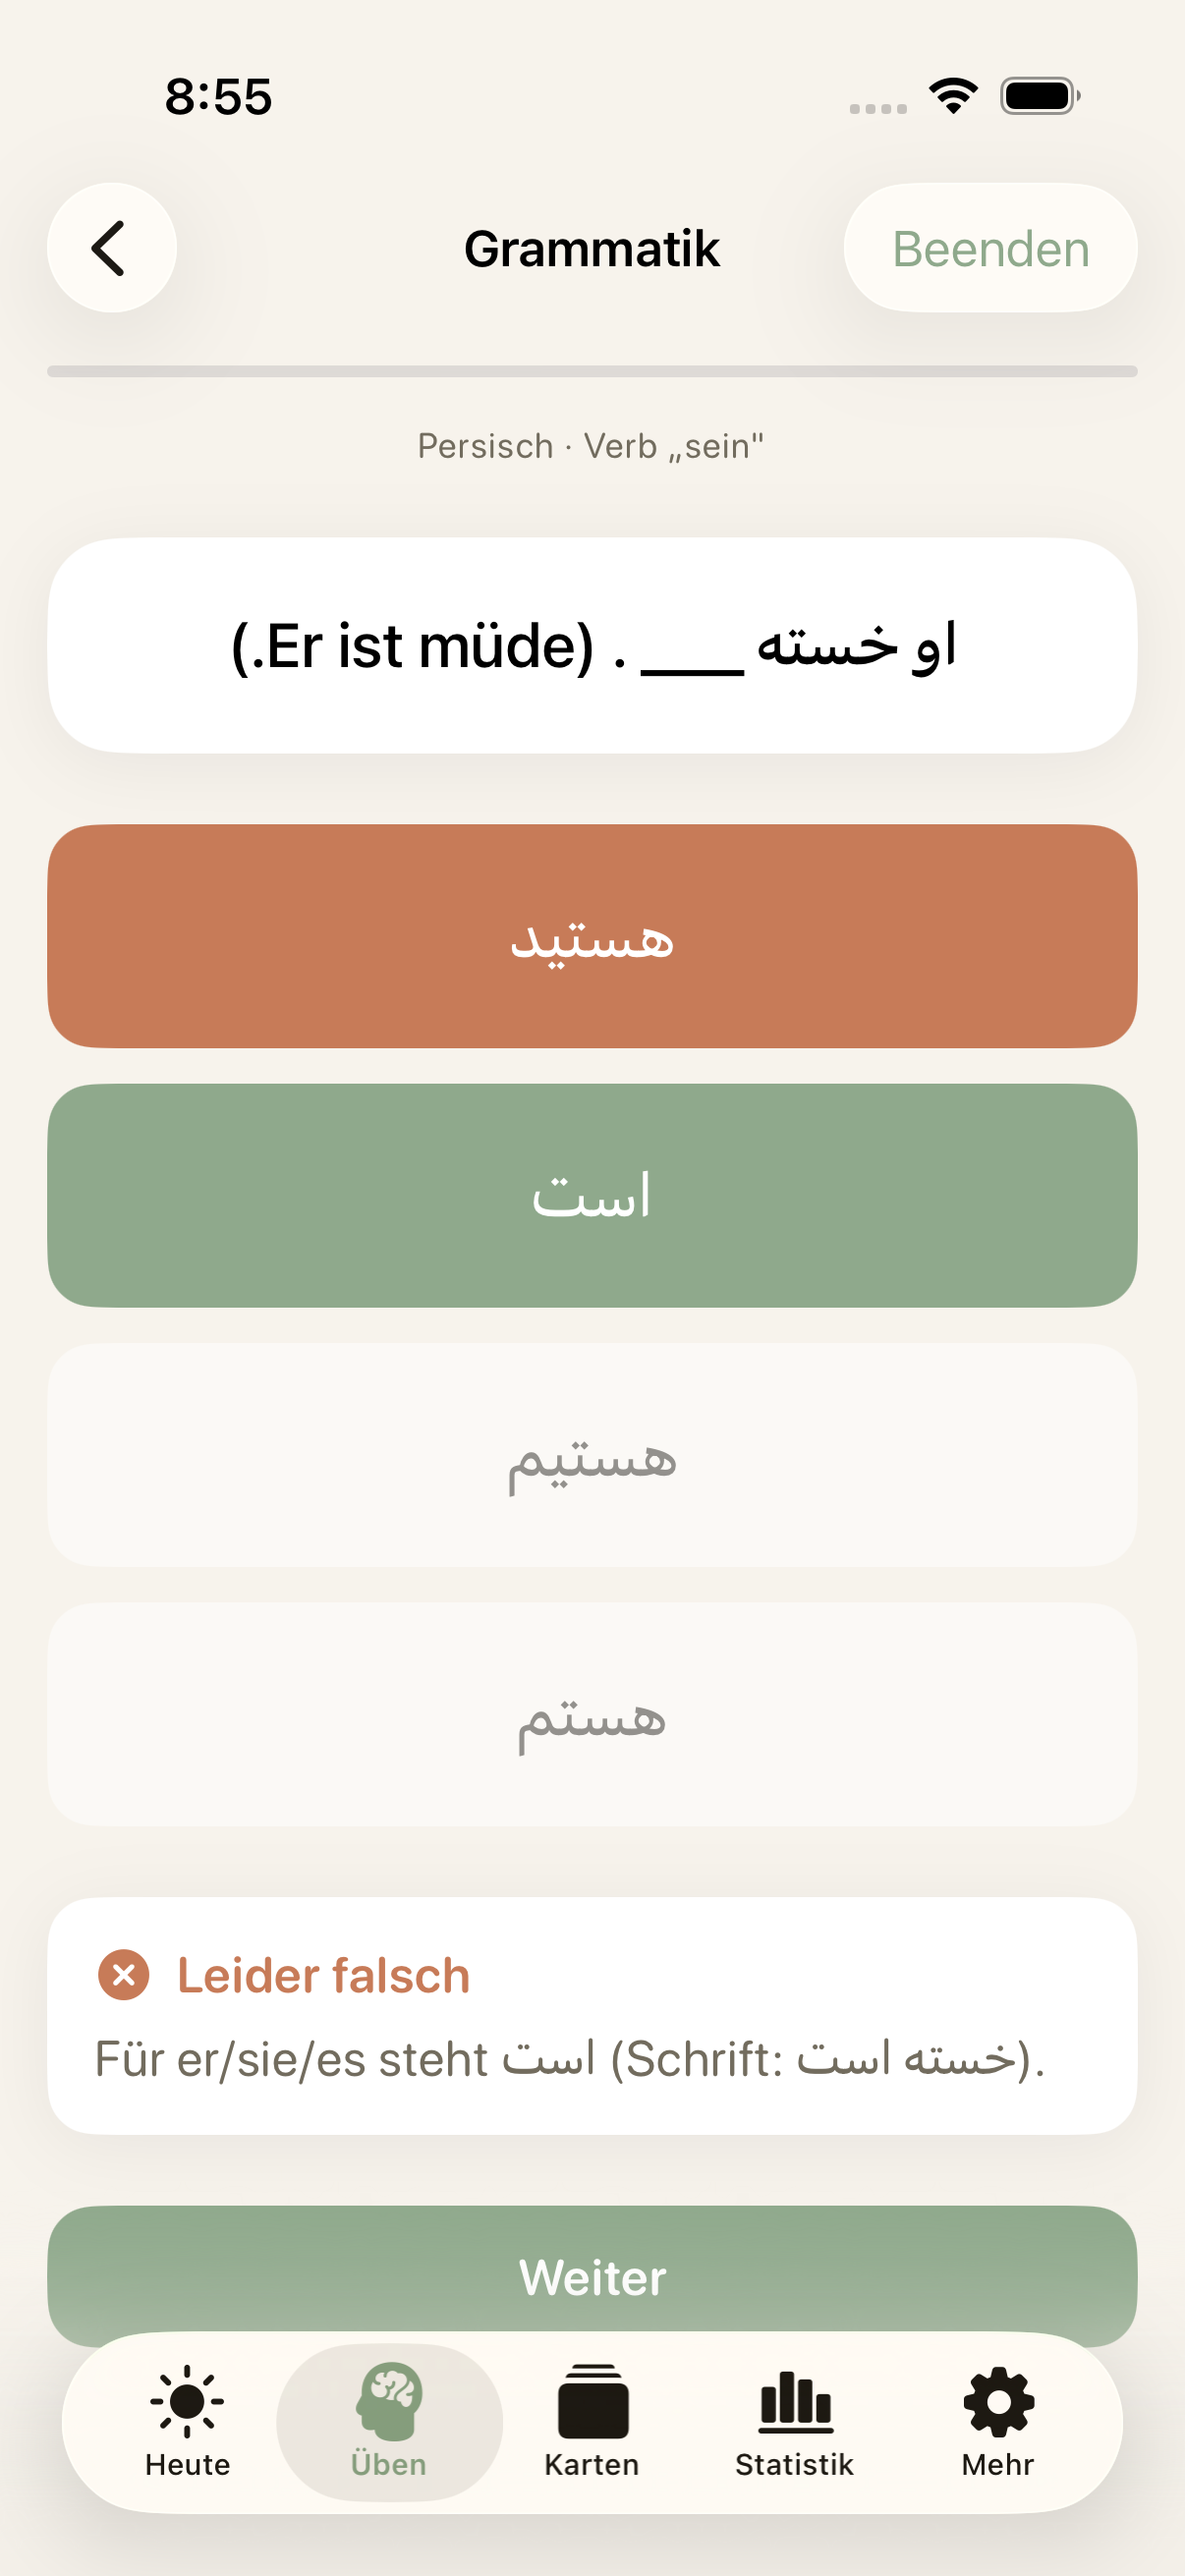 8:55
Grammatik
Beenden
Persisch · Verb „sein"
او خسته ____ . (Er ist müde.)
هستید
است
هستیم
هستم
Leider falsch
Für er/sie/es steht است (Schrift: خسته است).
Weiter
Heute
Üben
Karten
Statistik
Mehr